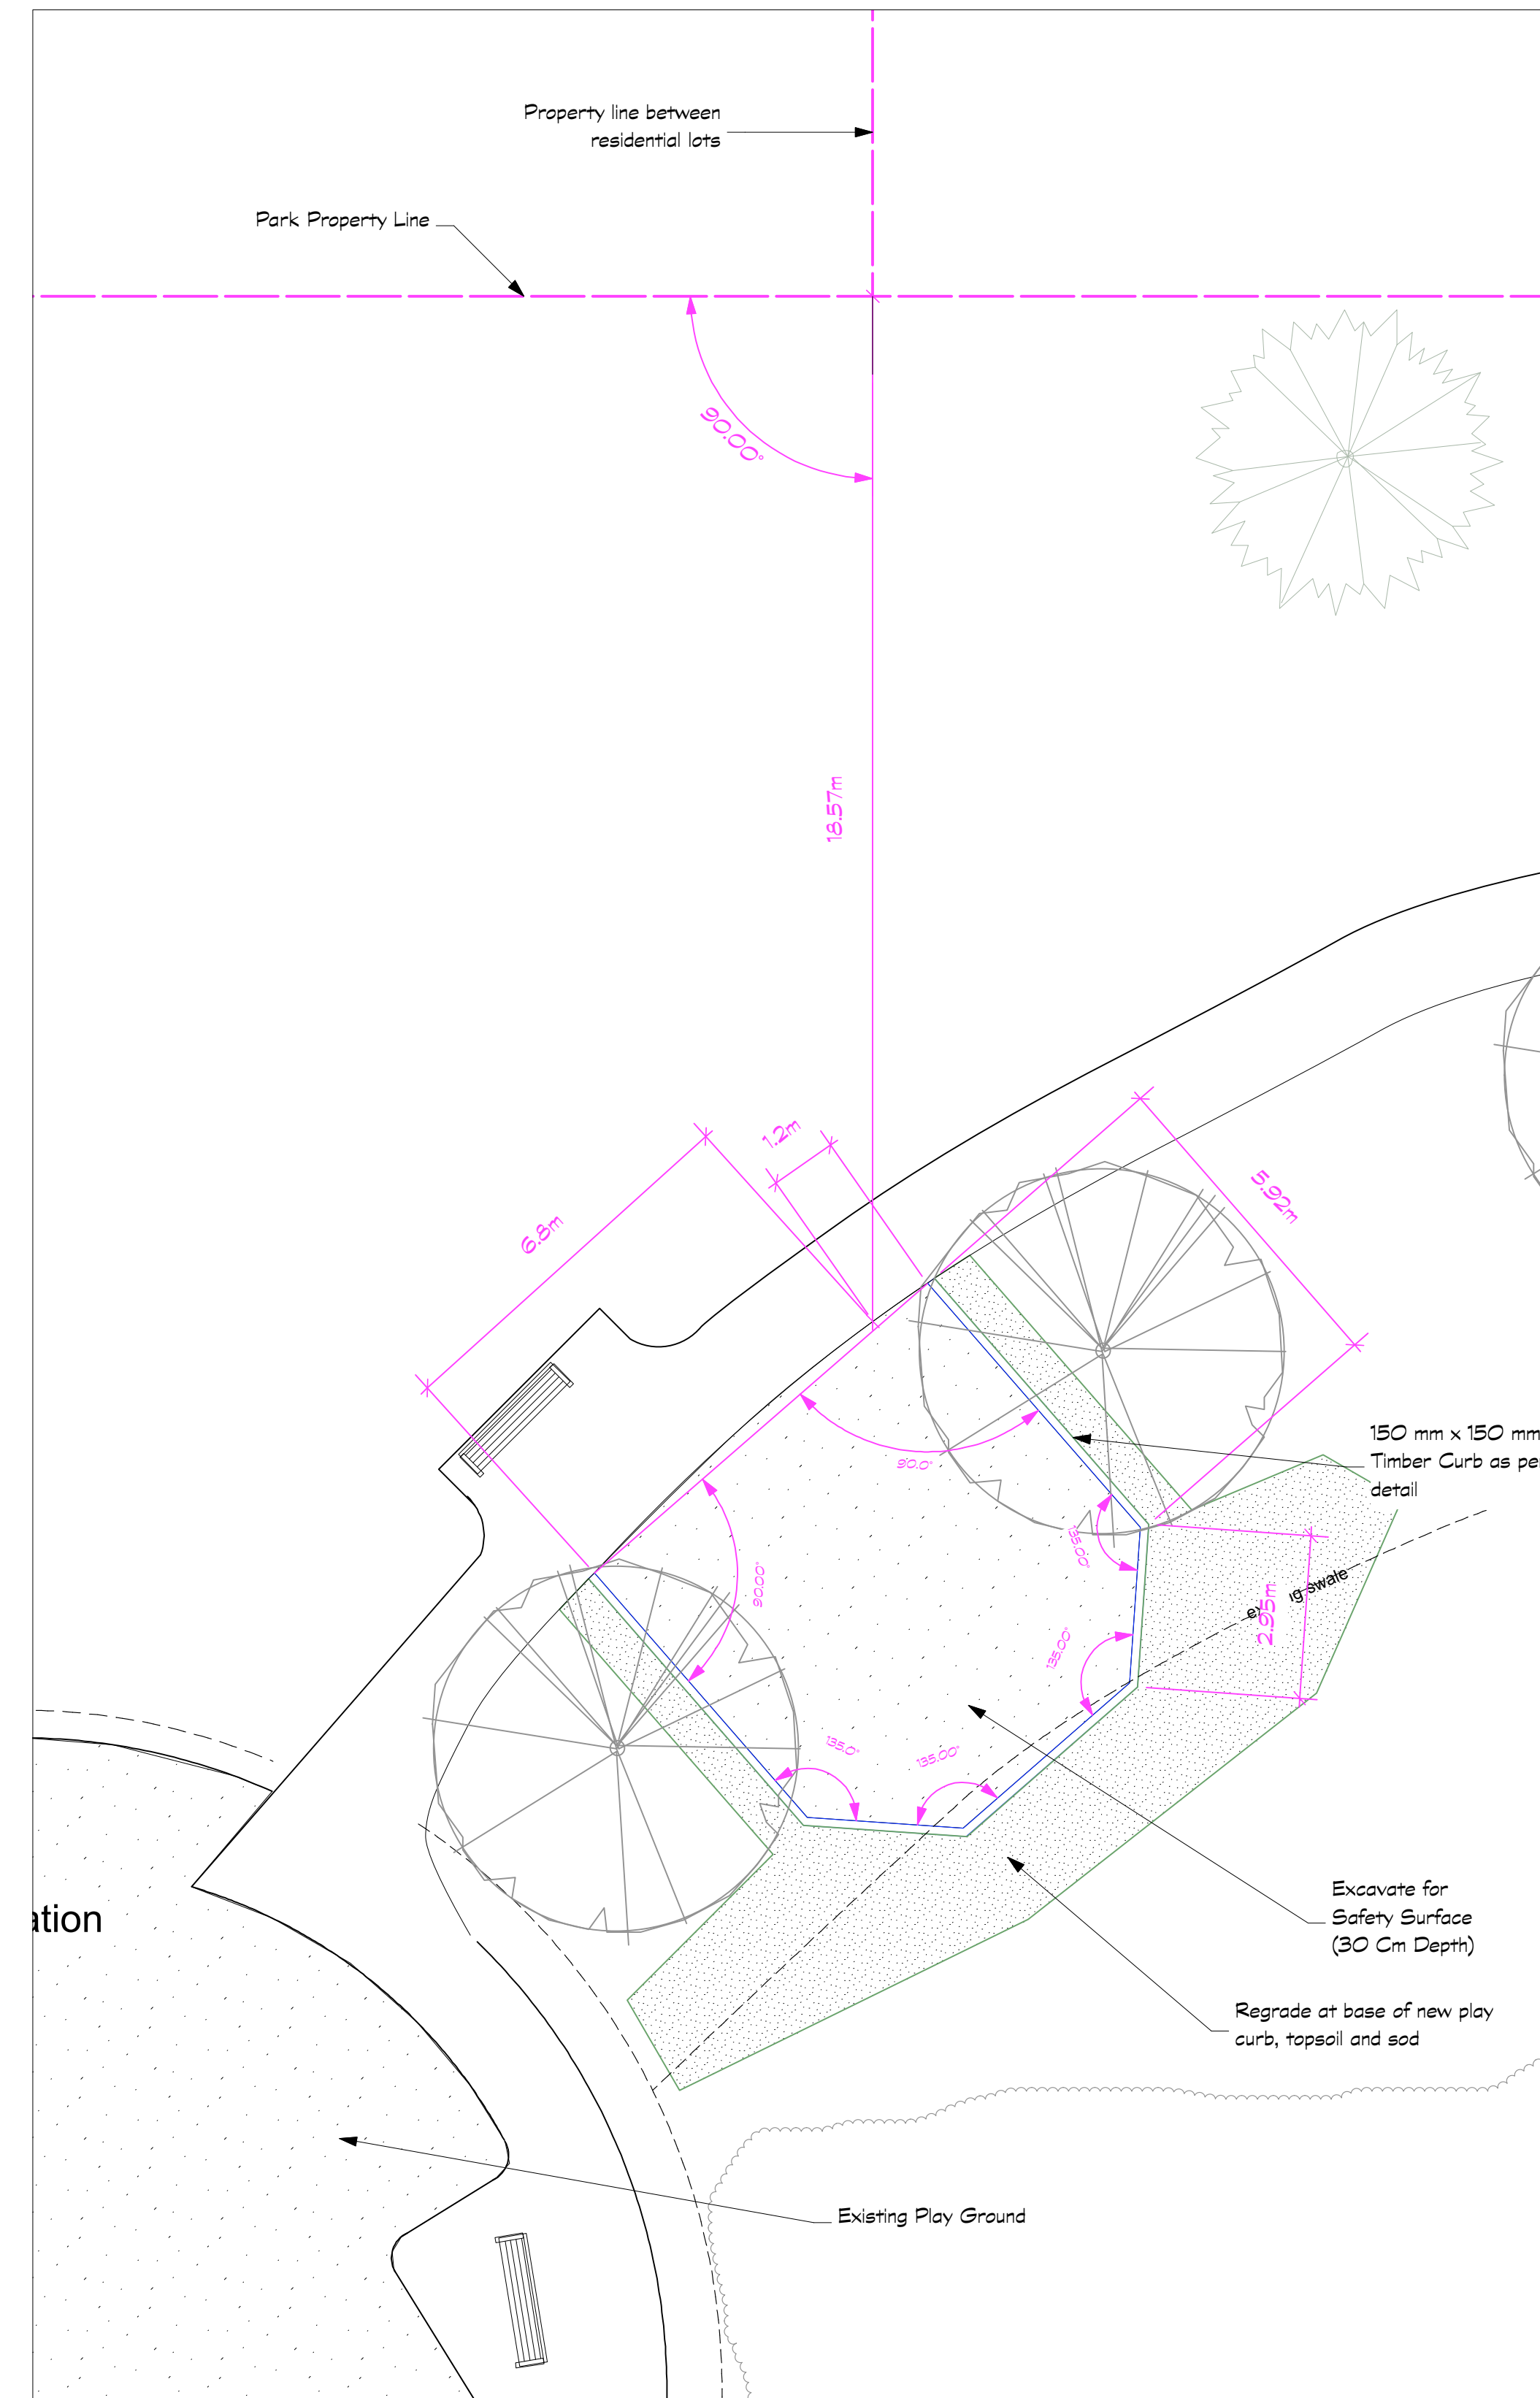 Property line between
residential lots
Park Property Line
90.00°
18.57m
1.2m
6.8m
5.92m
150 mm x 150 mm
Timber Curb as per
detail
90.0°
135.00°
90.00°
2.95m
swale
135.00°
135.0°
135.00°
Excavate for
Safety Surface
(30 Cm Depth)
ation
Regrade at base of new play
curb, topsoil and sod
Existing Play Ground